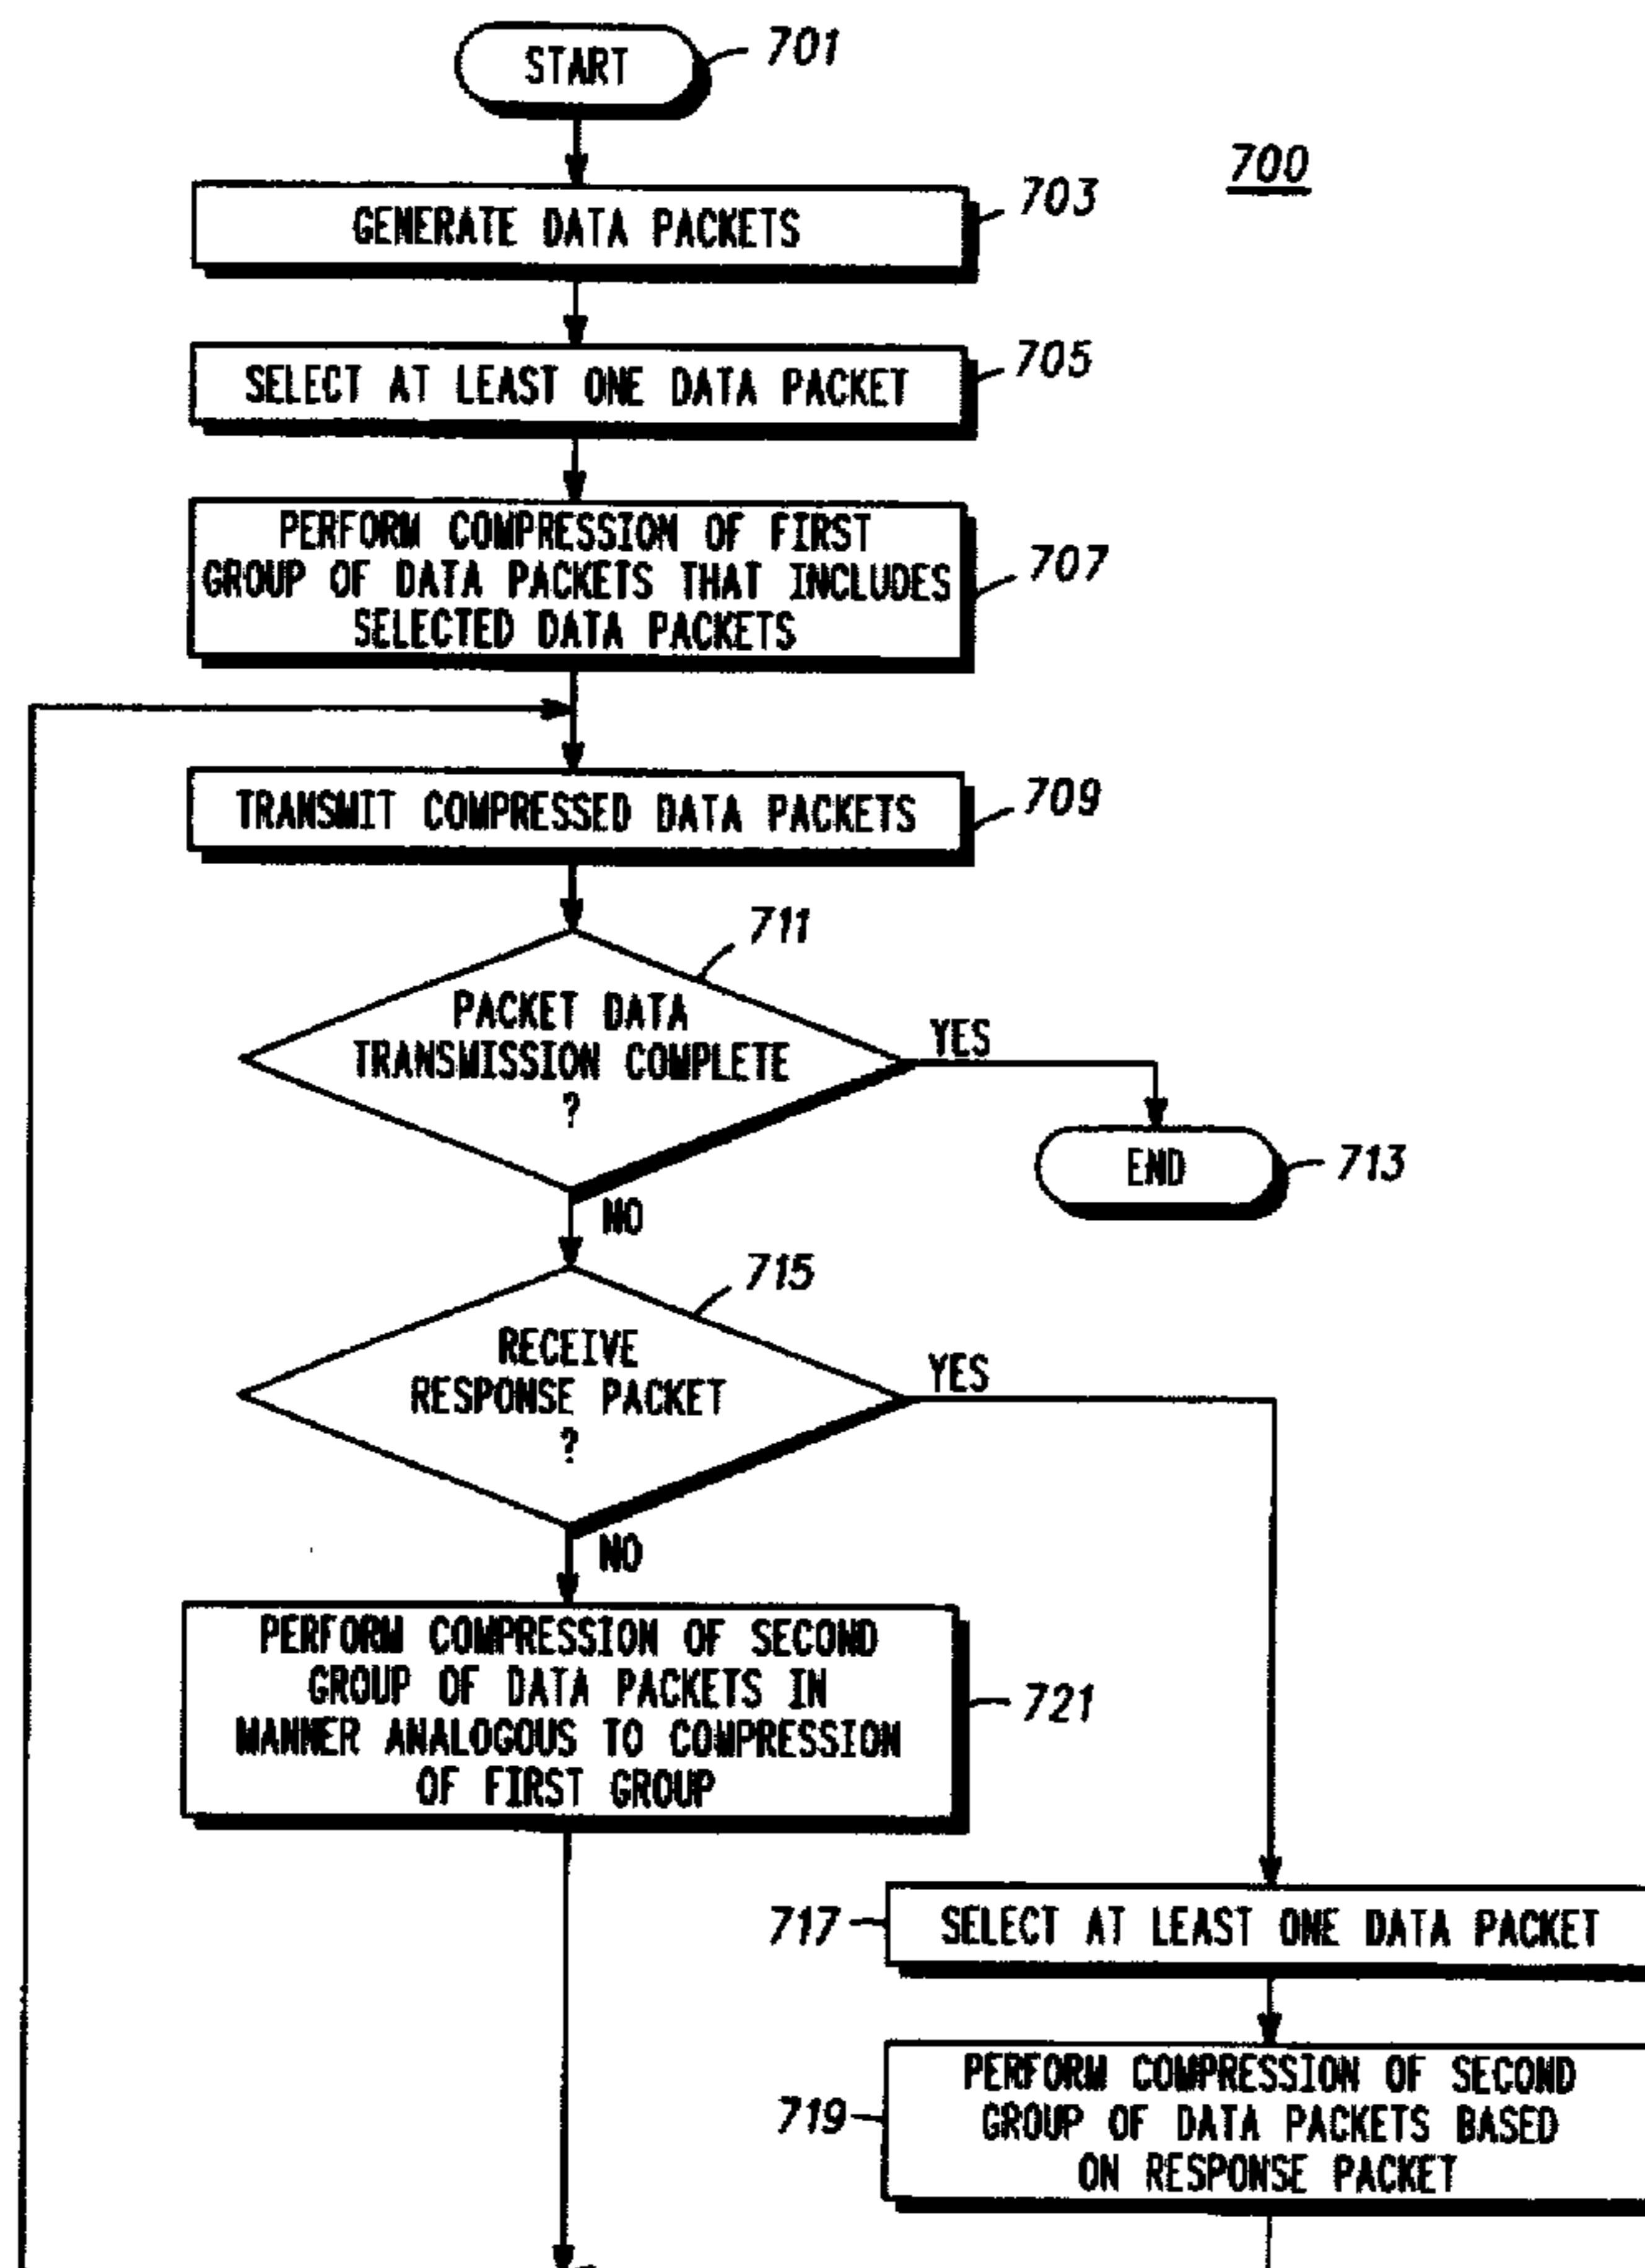 START
701
700
GENERATE DATA PACKETS
703
SELECT AT LEAST ONE DATA PACKET
705
PERFORM COMPRESSION OF FIRST
GROUP OF DATA PACKETS THAT INCLUDES
SELECTED DATA PACKETS
707
TRANSMIT COMPRESSED DATA PACKETS
709
711
PACKET DATA
TRANSMISSION COMPLETE
?
YES
END
713
NO
715
RECEIVE
RESPONSE PACKET
?
YES
NO
PERFORM COMPRESSION OF SECOND
GROUP OF DATA PACKETS IN
MANNER ANALOGOUS TO COMPRESSION
OF FIRST GROUP
721
717
SELECT AT LEAST ONE DATA PACKET
719
PERFORM COMPRESSION OF SECOND
GROUP OF DATA PACKETS BASED
ON RESPONSE PACKET